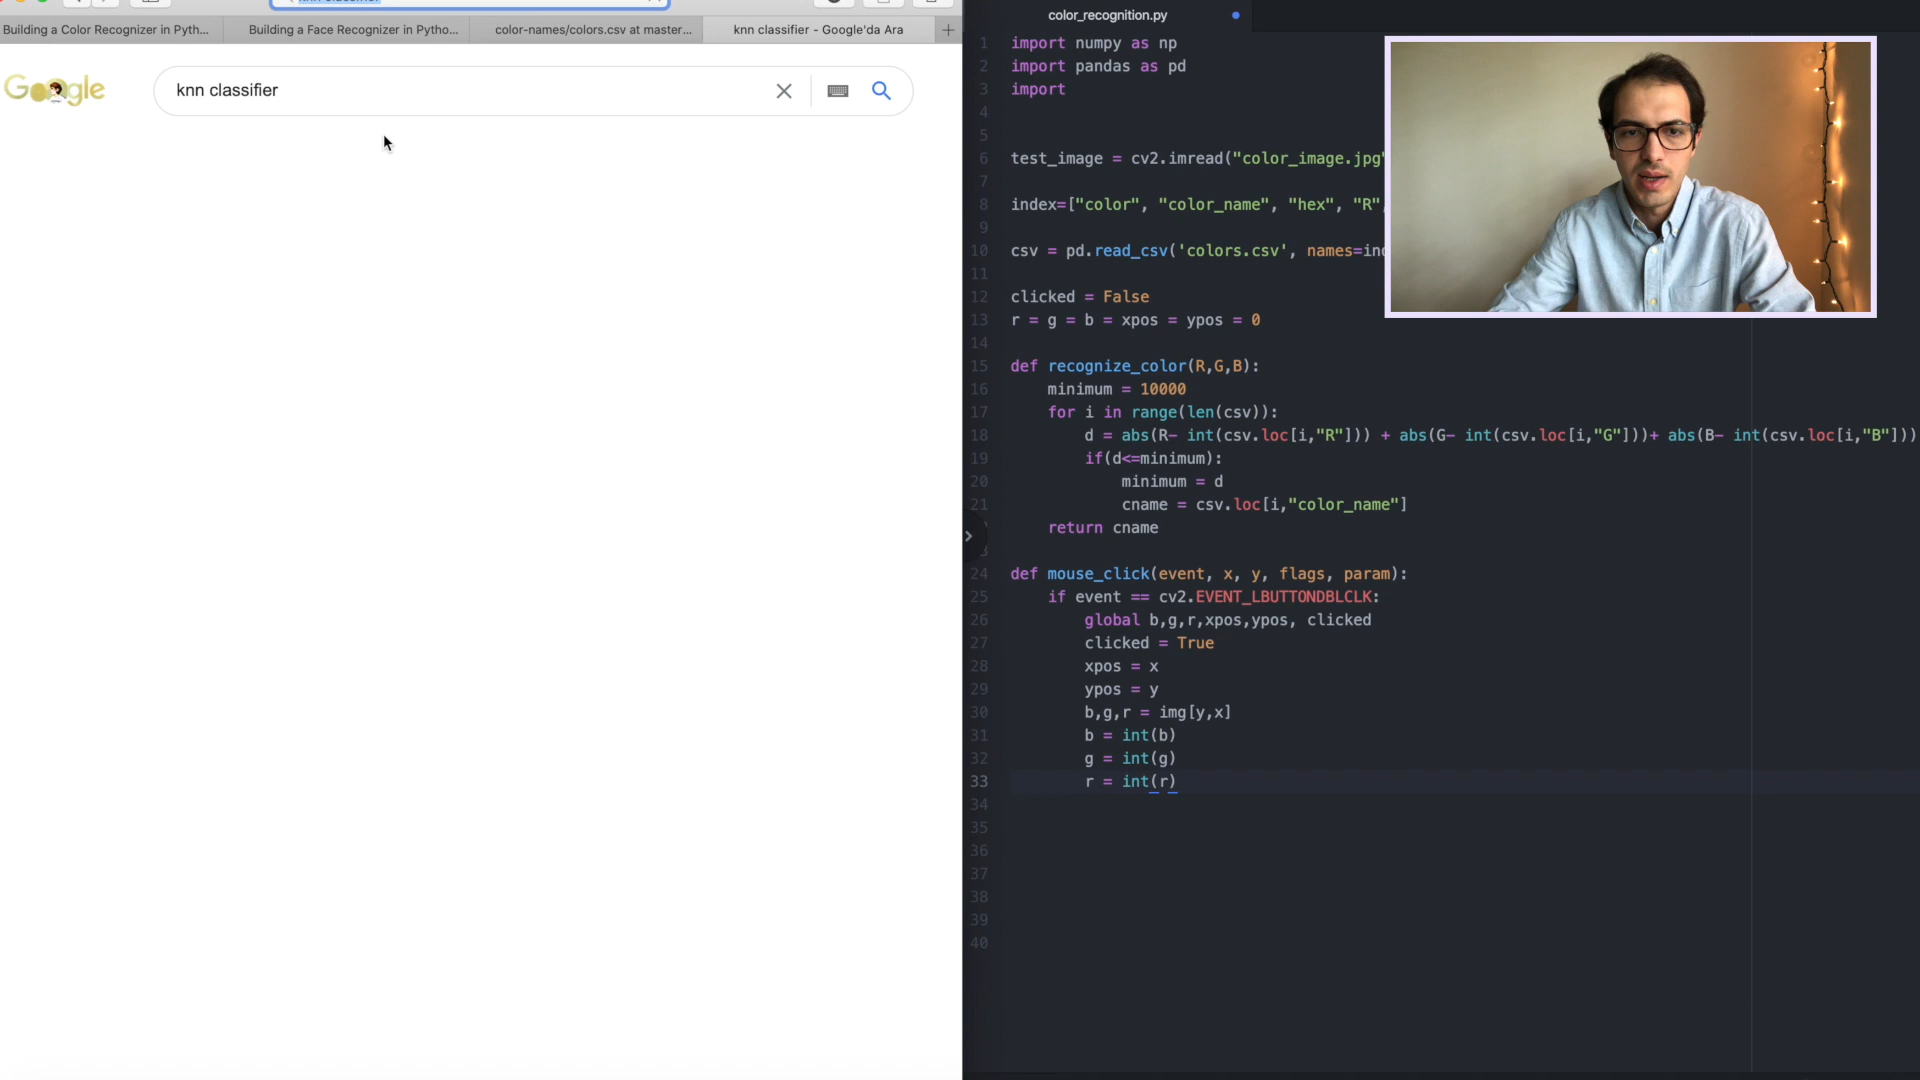 knn classifier
Building a Color Recognizer in Pyth...
Building a Face Recognizer in Pytho...
color-names/colors.csv at master...
knn classifier - Google'da Ara
Google
knn classifier
color_recognition.py
1 import numpy as np
2 import pandas as pd
3 import
4
5
6 test_image = cv2.imread("color_image.jpg"
7
8 index=["color", "color_name", "hex", "R",
9
10 csv = pd.read_csv('colors.csv', names=ind
11
12 clicked = False
13 r = g = b = xpos = ypos = 0
14
15 def recognize_color(R,G,B):
16 minimum = 10000
17 for i in range(len(csv)):
18 d = abs(R- int(csv.loc[i,"R"])) + abs(G- int(csv.loc[i,"G"]))+ abs(B- int(csv.loc[i,"B"]))
19 if(d<=minimum):
20 minimum = d
21 cname = csv.loc[i,"color_name"]
return cname
3
24 def mouse_click(event, x, y, flags, param):
25 if event == cv2.EVENT_LBUTTONDBLCLK:
26 global b,g,r,xpos,ypos, clicked
27 clicked = True
28 xpos = x
29 ypos = y
30 b,g,r = img[y,x]
31 b = int(b)
32 g = int(g)
33 r = int(r)
34
35
36
37
38
39
40